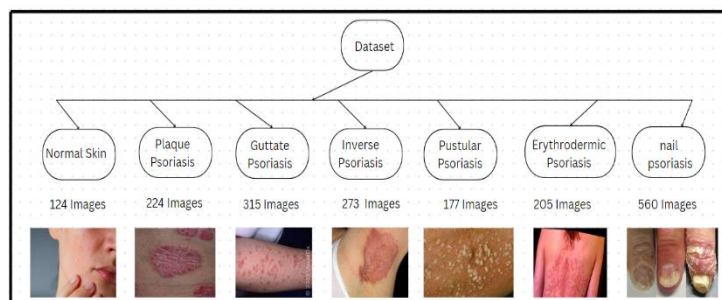 Dataset
Normal Skin
Plaque
Psoriasis
Guttate
Psoriasis
Inverse
Psoriasis
Pustular
Psoriasis
Erythrodermic
Psoriasis
nail
psoriasis
124 Images
224 Images
315 Images
273 Images
177 Images
205 Images
560 Images